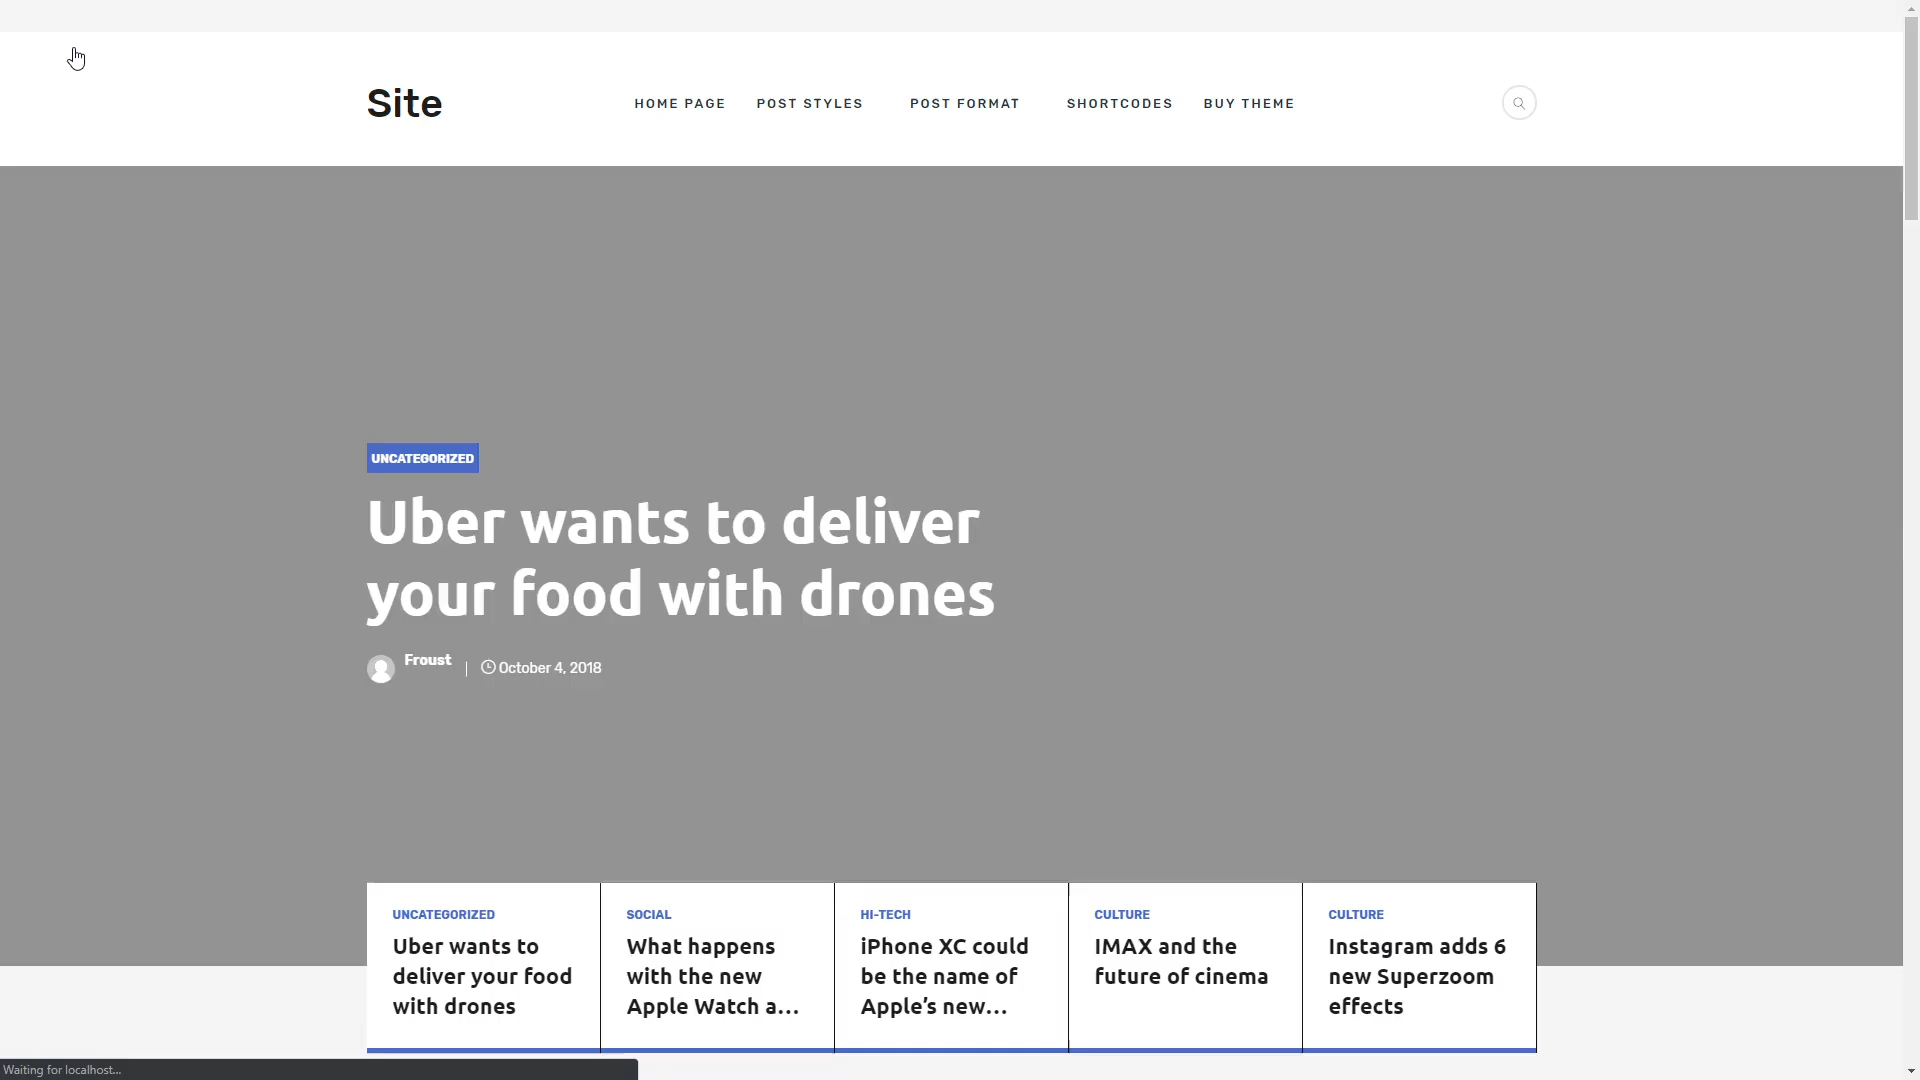 Site
HOME PAGE
POST STYLES
POST FORMAT
SHORTCODES
BUY THEME
UNCATEGORIZED
Uber wants to deliver
your food with drones
Froust
October 4, 2018
UNCATEGORIZED
Uber wants to
deliver your food
with drones
SOCIAL
What happens
with the new
Apple Watch a...
HI-TECH
iPhone XC could
be the name of
Apple’s new...
CULTURE
IMAX and the
future of cinema
CULTURE
Instagram adds 6
new Superzoom
effects
Waiting for localhost...